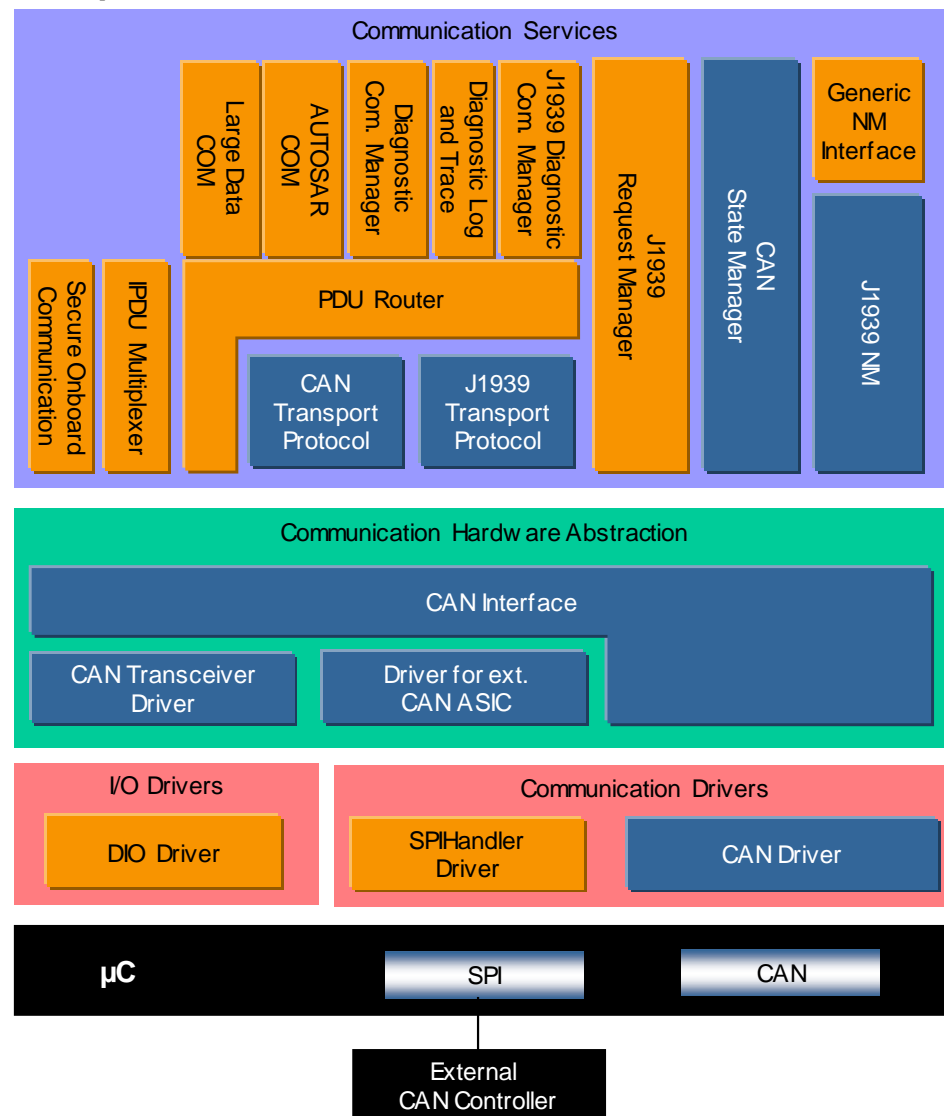 Communication Services
Large Data
COM
AUTOSAR
COM
Diagnostic
Com. Manager
Diagnostic Log
and Trace
J1939 Diagnostic
Com. Manager
J1939
Request Manager
CAN
State Manager
Generic
NM
Interface
J1939 NM
Secure Onboard
Communication
IPDU Multiplexer
PDU Router
CAN
Transport
Protocol
J1939
Transport
Protocol
Communication Hardware Abstraction
CAN Interface
CAN Transceiver
Driver
Driver for ext.
CAN ASIC
I/O Drivers
DIO Driver
Communication Drivers
SPIHandler
Driver
CAN Driver
µC
SPI
CAN
External
CAN Controller